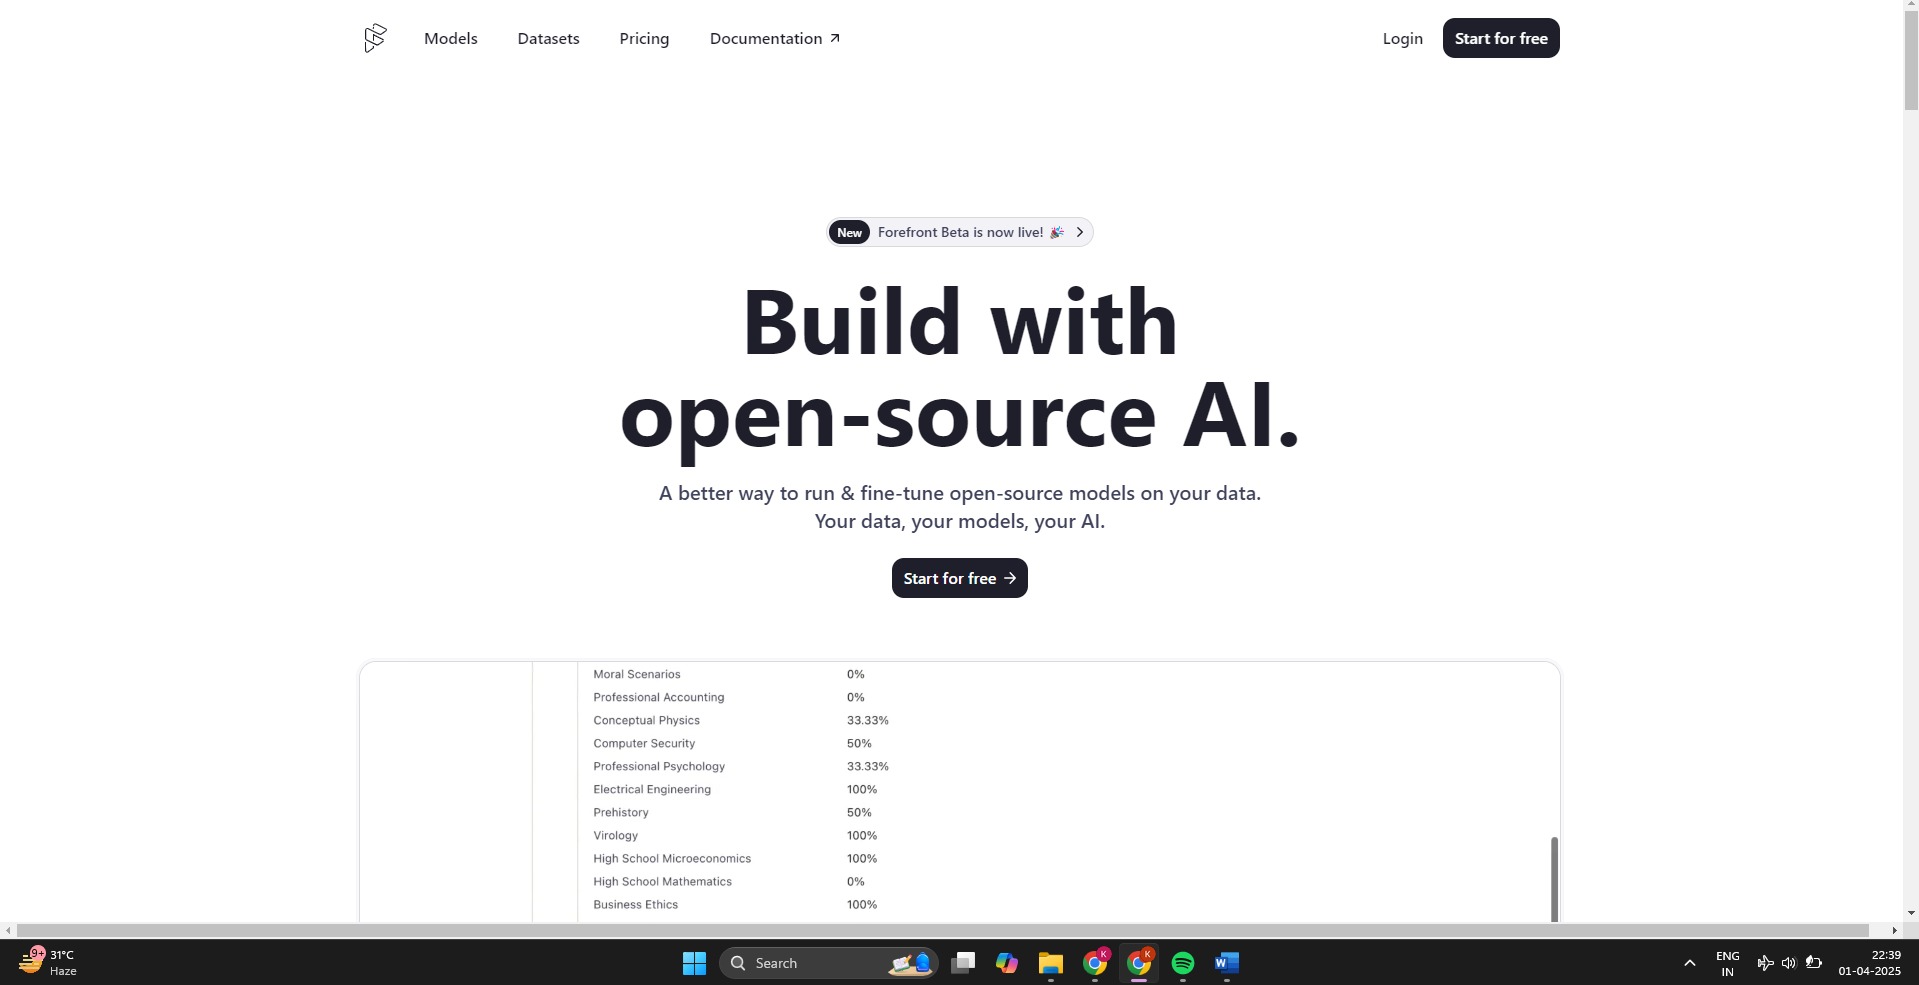 Models Datasets Pricing Documentation Login Start for free
New Forefront Beta is now live! 🎉
Build with
open-source AI.
A better way to run & fine-tune open-source models on your data.
Your data, your models, your AI.
Start for free
Moral Scenarios 0%
Professional Accounting 0%
Conceptual Physics 33.33%
Computer Security 50%
Professional Psychology 33.33%
Electrical Engineering 100%
Prehistory 50%
Virology 100%
High School Microeconomics 100%
High School Mathematics 0%
Business Ethics 100%
9+ 31°C
Haze
Search
K
K
ENG
IN
22:39
01-04-2025